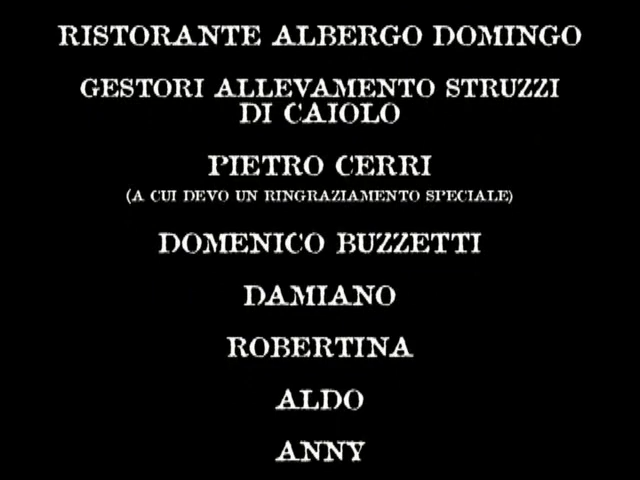 RISTORANTE ALBERGO DOMINGO
GESTORI ALLEVAMENTO STRUZZI
DI CAIOLO
PIETRO CERRI
(A CUI DEVO UN RINGRAZIAMENTO SPECIALE)
DOMENICO BUZZETTI
DAMIANO
ROBERTINA
ALDO
ANNY